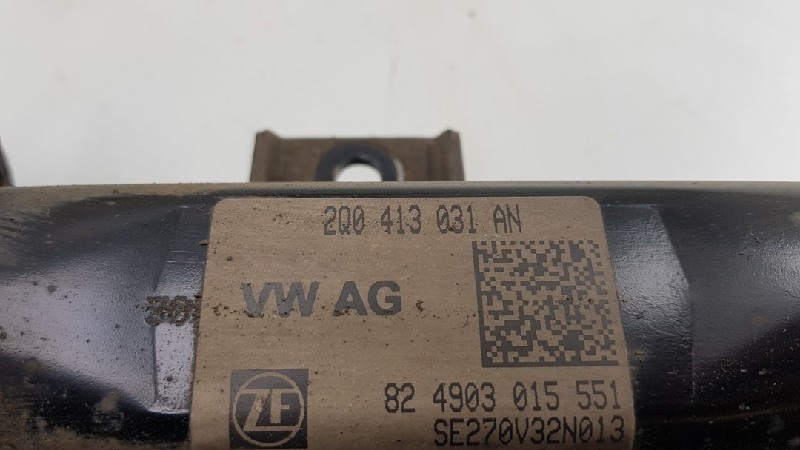 2Q0 413 031 AN
VW AG
ZF
82 4903 015 551
SE270V32N013